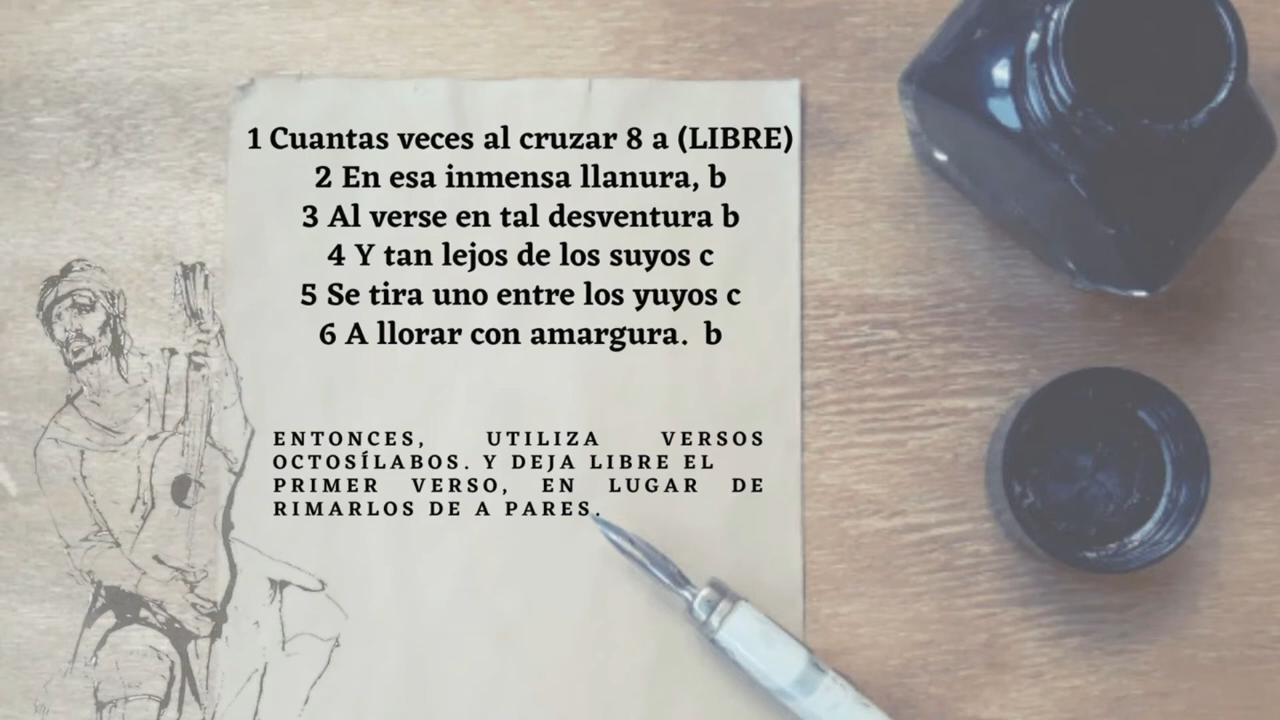 1 Cuantas veces al cruzar 8 a (LIBRE)
2 En esa inmensa llanura, b
3 Al verse en tal desventura b
4 Y tan lejos de los suyos c
5 Se tira uno entre los yuyos c
6 A llorar con amargura. b
ENTONCES, UTILIZA VERSOS
OCTOSÍLABOS. Y DEJA LIBRE EL
PRIMER VERSO, EN LUGAR DE
RIMARLOS DE A PARES.